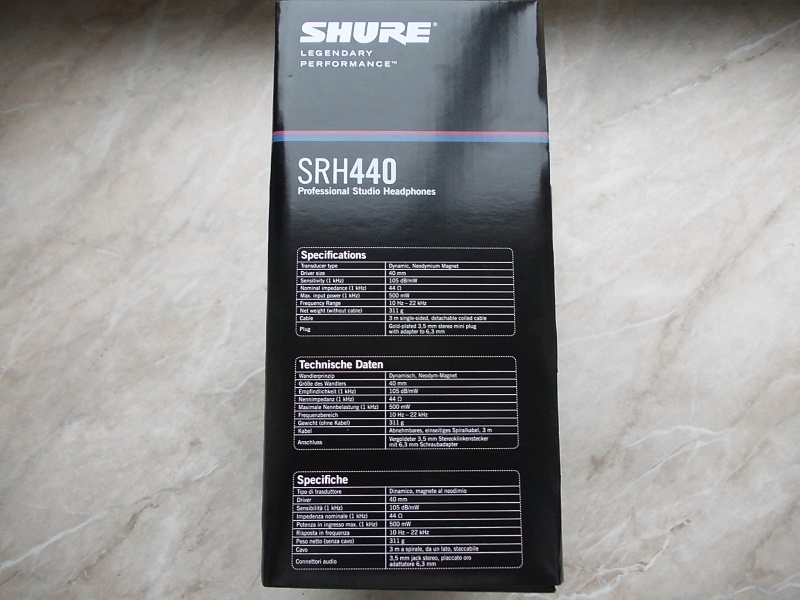 SHURE®
LEGENDARY
PERFORMANCE™
SRH440
Professional Studio Headphones
Specifications
Transducer type Dynamic, Neodymium Magnet
Driver size 40 mm
Sensitivity (1 kHz) 105 dB/mW
Nominal impedance (1 kHz) 44 Ω
Max. input power (1 kHz) 500 mW
Frequency Range 10 Hz – 22 kHz
Net weight (without cable) 311 g
Cable 3 m single-sided, detachable coiled cable
Plug Gold-plated 3,5 mm stereo mini plug
with adapter to 6,3 mm
Technische Daten
Wandlerprinzip Dynamisch, Neodym-Magnet
Größe des Wandlers 40 mm
Empfindlichkeit (1 kHz) 105 dB/mW
Nennimpedanz (1 kHz) 44 Ω
Maximale Nennbelastung (1 kHz) 500 mW
Frequenzbereich 10 Hz – 22 kHz
Gewicht (ohne Kabel) 311 g
Kabel Abnehmbares, einseitiges Spiralkabel, 3 m
Anschluss Vergoldeter 3,5 mm Stereoklinkenstecker
mit 6,3 mm Schraubadapter
Specifiche
Tipo di trasduttore Dinamico, magnete al neodimio
Driver 40 mm
Sensibilità (1 kHz) 105 dB/mW
Impedenza nominale (1 kHz) 44 Ω
Potenza in ingresso max. (1 kHz) 500 mW
Risposta in frequenza 10 Hz – 22 kHz
Peso netto (senza cavo) 311 g
Cavo 3 m a spirale, da un lato, staccabile
Connettori audio 3,5 mm jack stereo, placcato oro
adattatore 6,3 mm